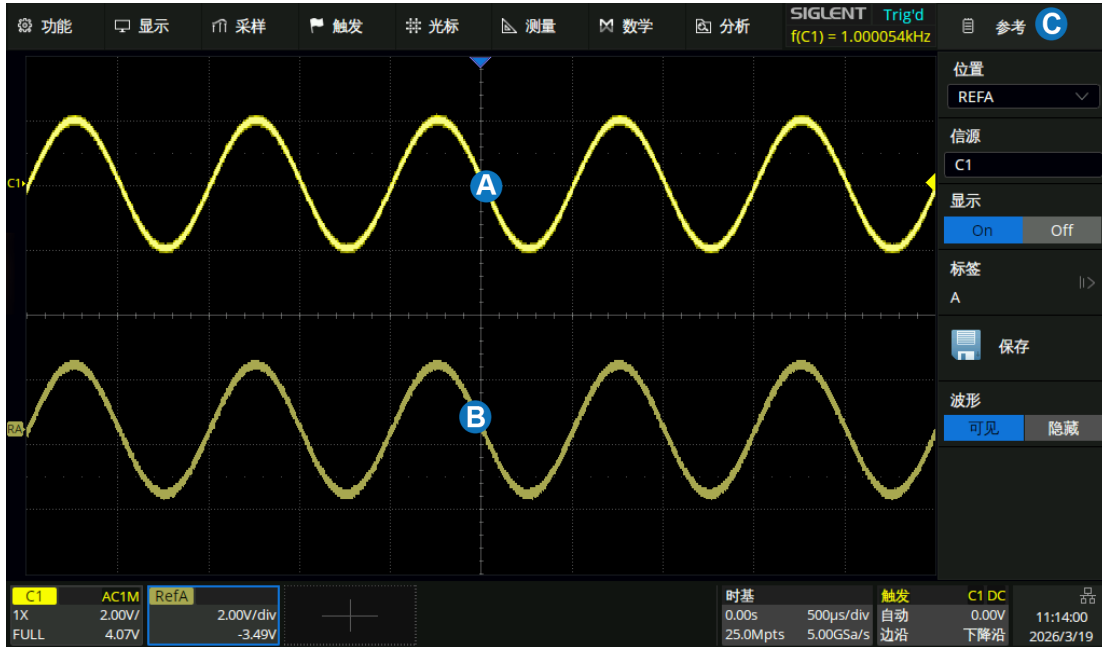 功能 显示 采样 触发 光标 测量 数学 分析
SIGLENT Trig'd
f(C1) = 1.000054kHz
参考 C
位置
REFA
信源
C1
显示
On Off
标签
A
保存
波形
可见 隐藏
C1
A
RA
B
C1 AC1M
1X 2.00V/
FULL 4.07V
RefA
2.00V/div
-3.49V
时基
0.00s 500µs/div
25.0Mpts 5.00GSa/s
触发 C1 DC
自动 0.00V
边沿 下降沿
11:14:00
2026/3/19